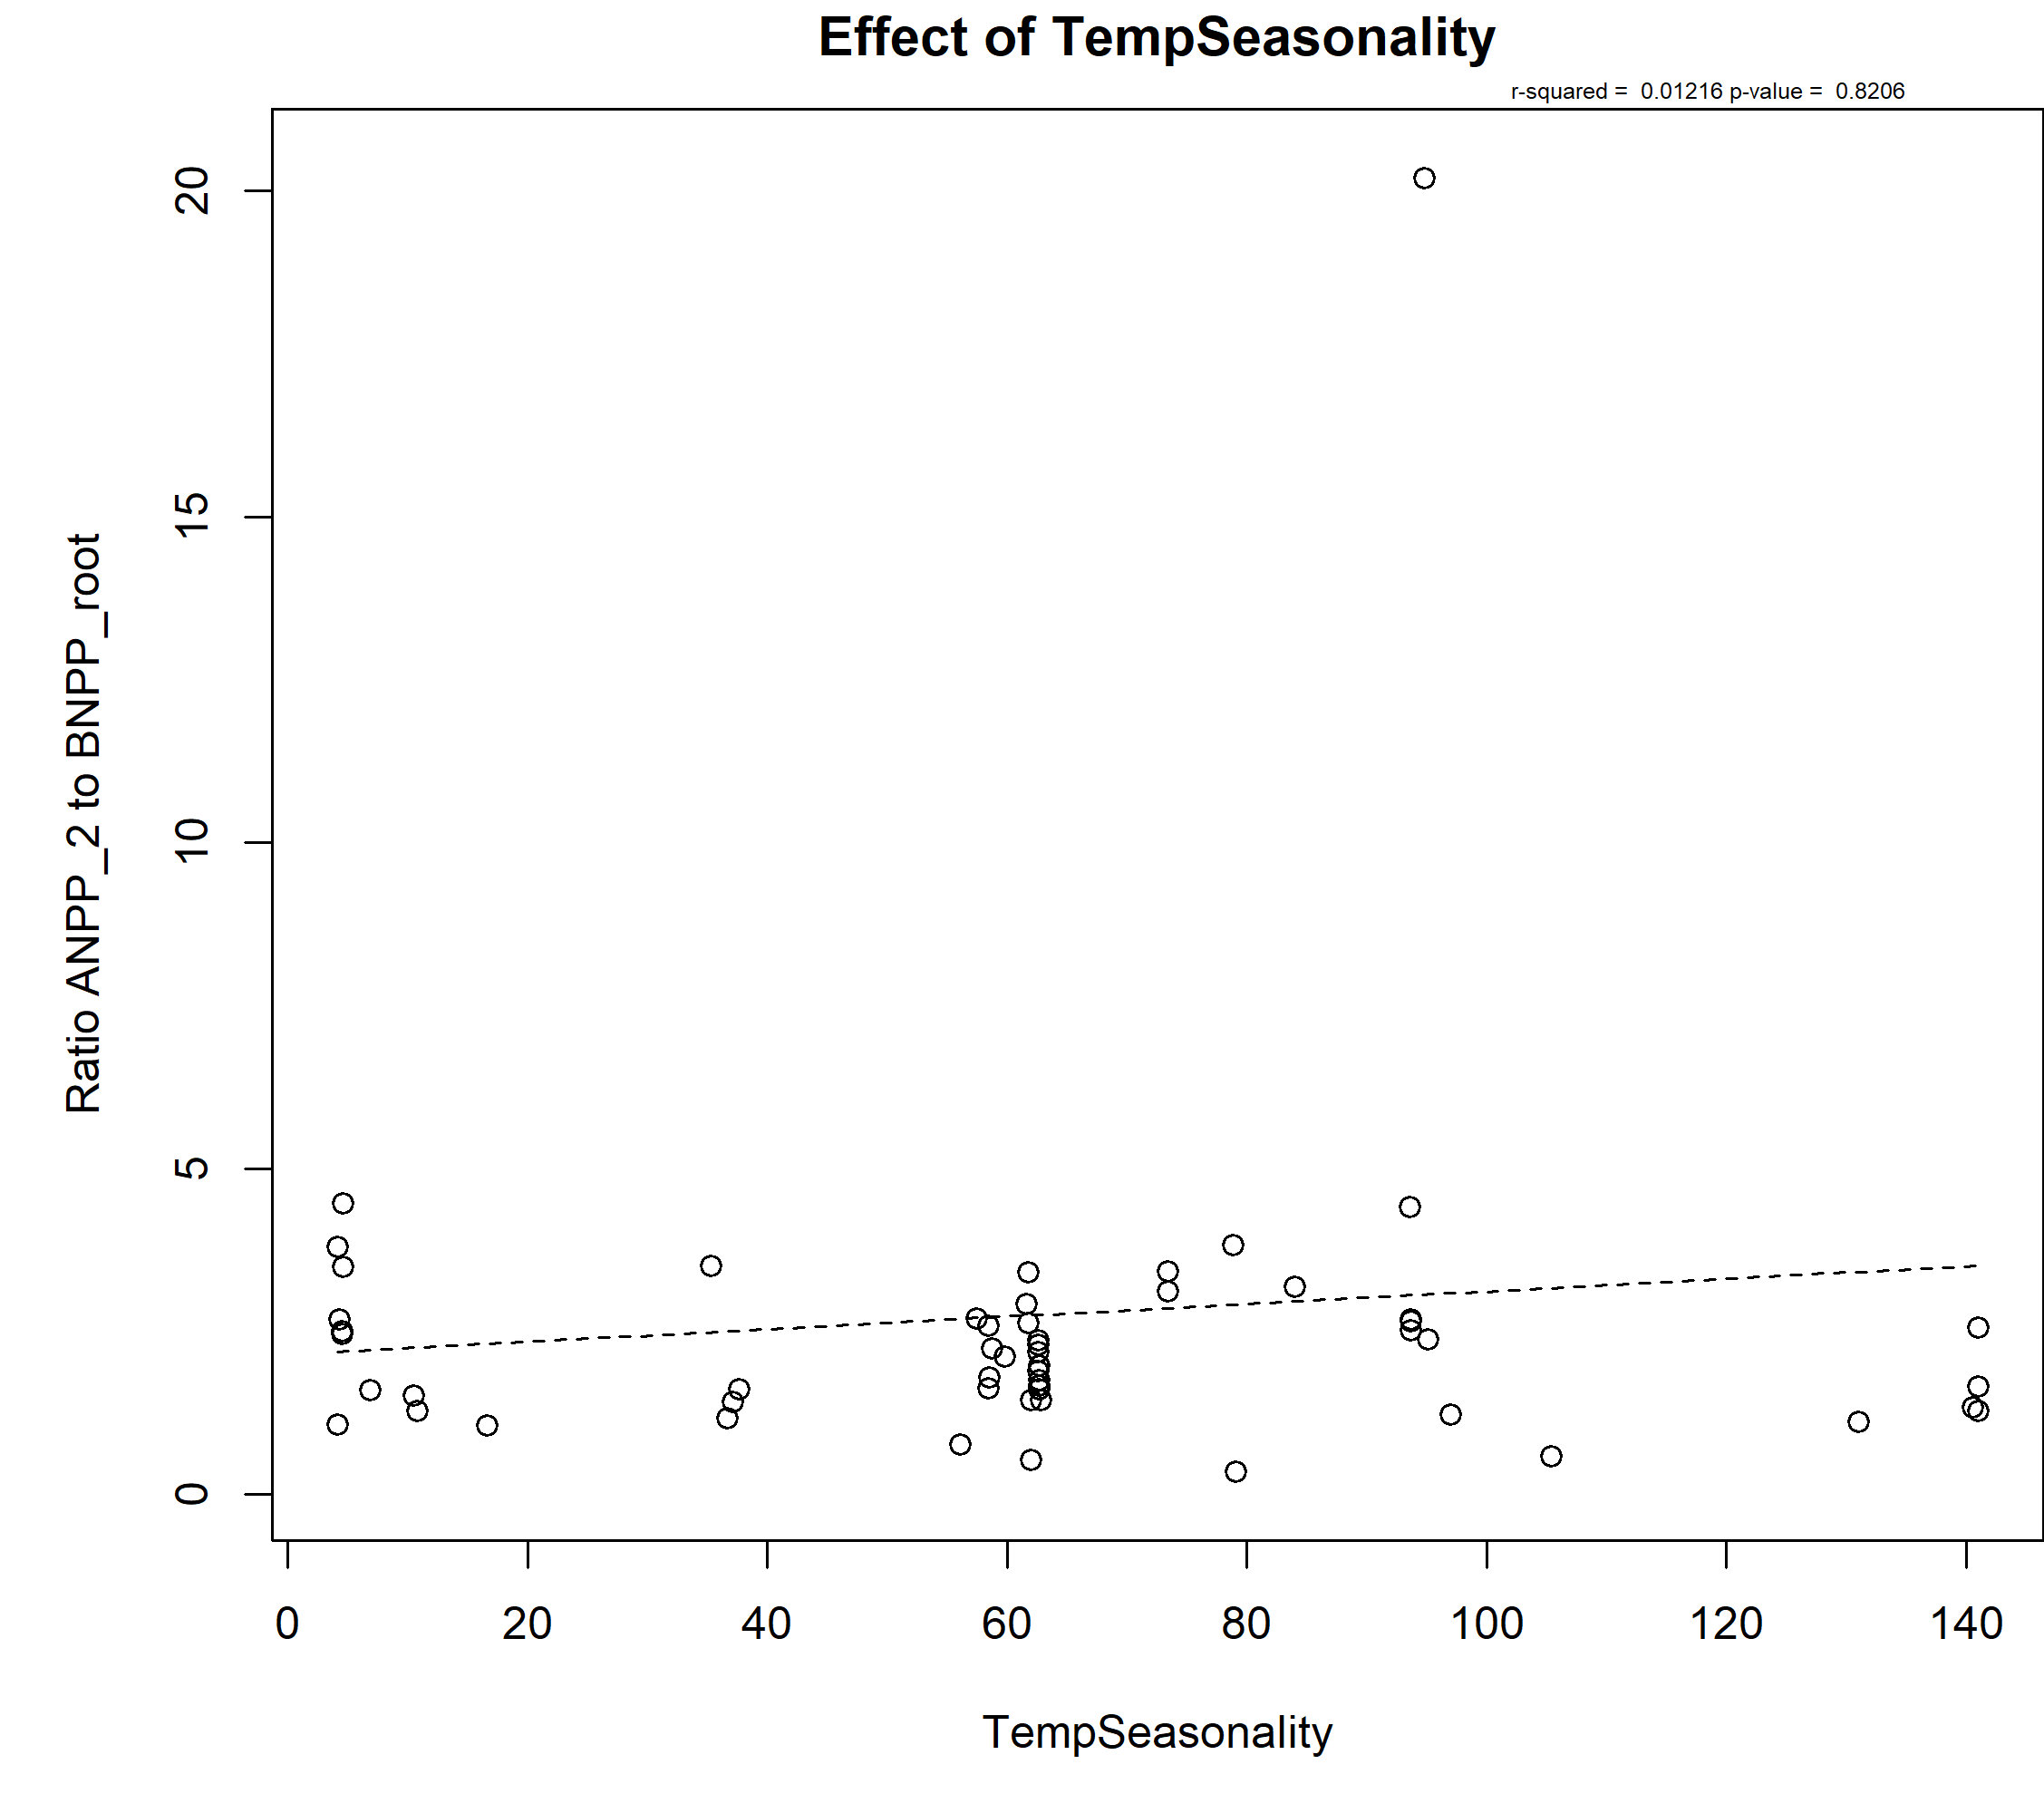 Effect of TempSeasonality
r-squared =  0.01216 p-value =  0.8206
Ratio ANPP_2 to BNPP_root
20
15
10
5
0
0 20 40 60 80 100 120 140
TempSeasonality